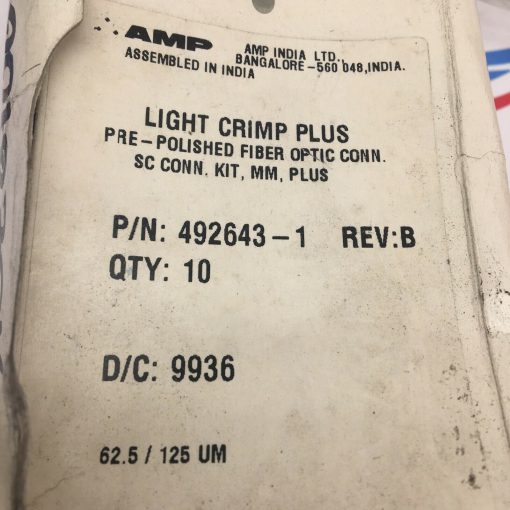 AMP
AMP INDIA LTD.,
BANGALORE-560 048, INDIA.
ASSEMBLED IN INDIA
LIGHT CRIMP PLUS
PRE-POLISHED FIBER OPTIC CONN.
SC CONN. KIT, MM, PLUS
P/N: 492643-1 REV:B
QTY: 10
D/C: 9936
62.5 / 125 UM